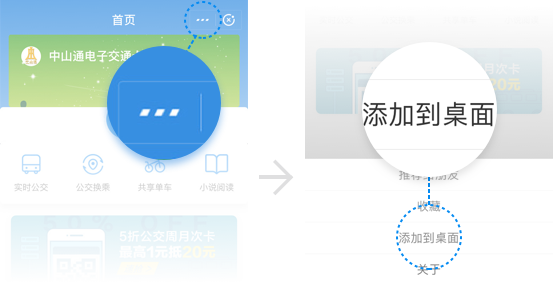 首页
中山通电子交通
实时公交
公交换乘
共享单车
小说阅读
5折公交周月次卡
最高1元抵20元
月次卡
20元
添加到桌面
推荐
朋友
收藏
添加到桌面
关于